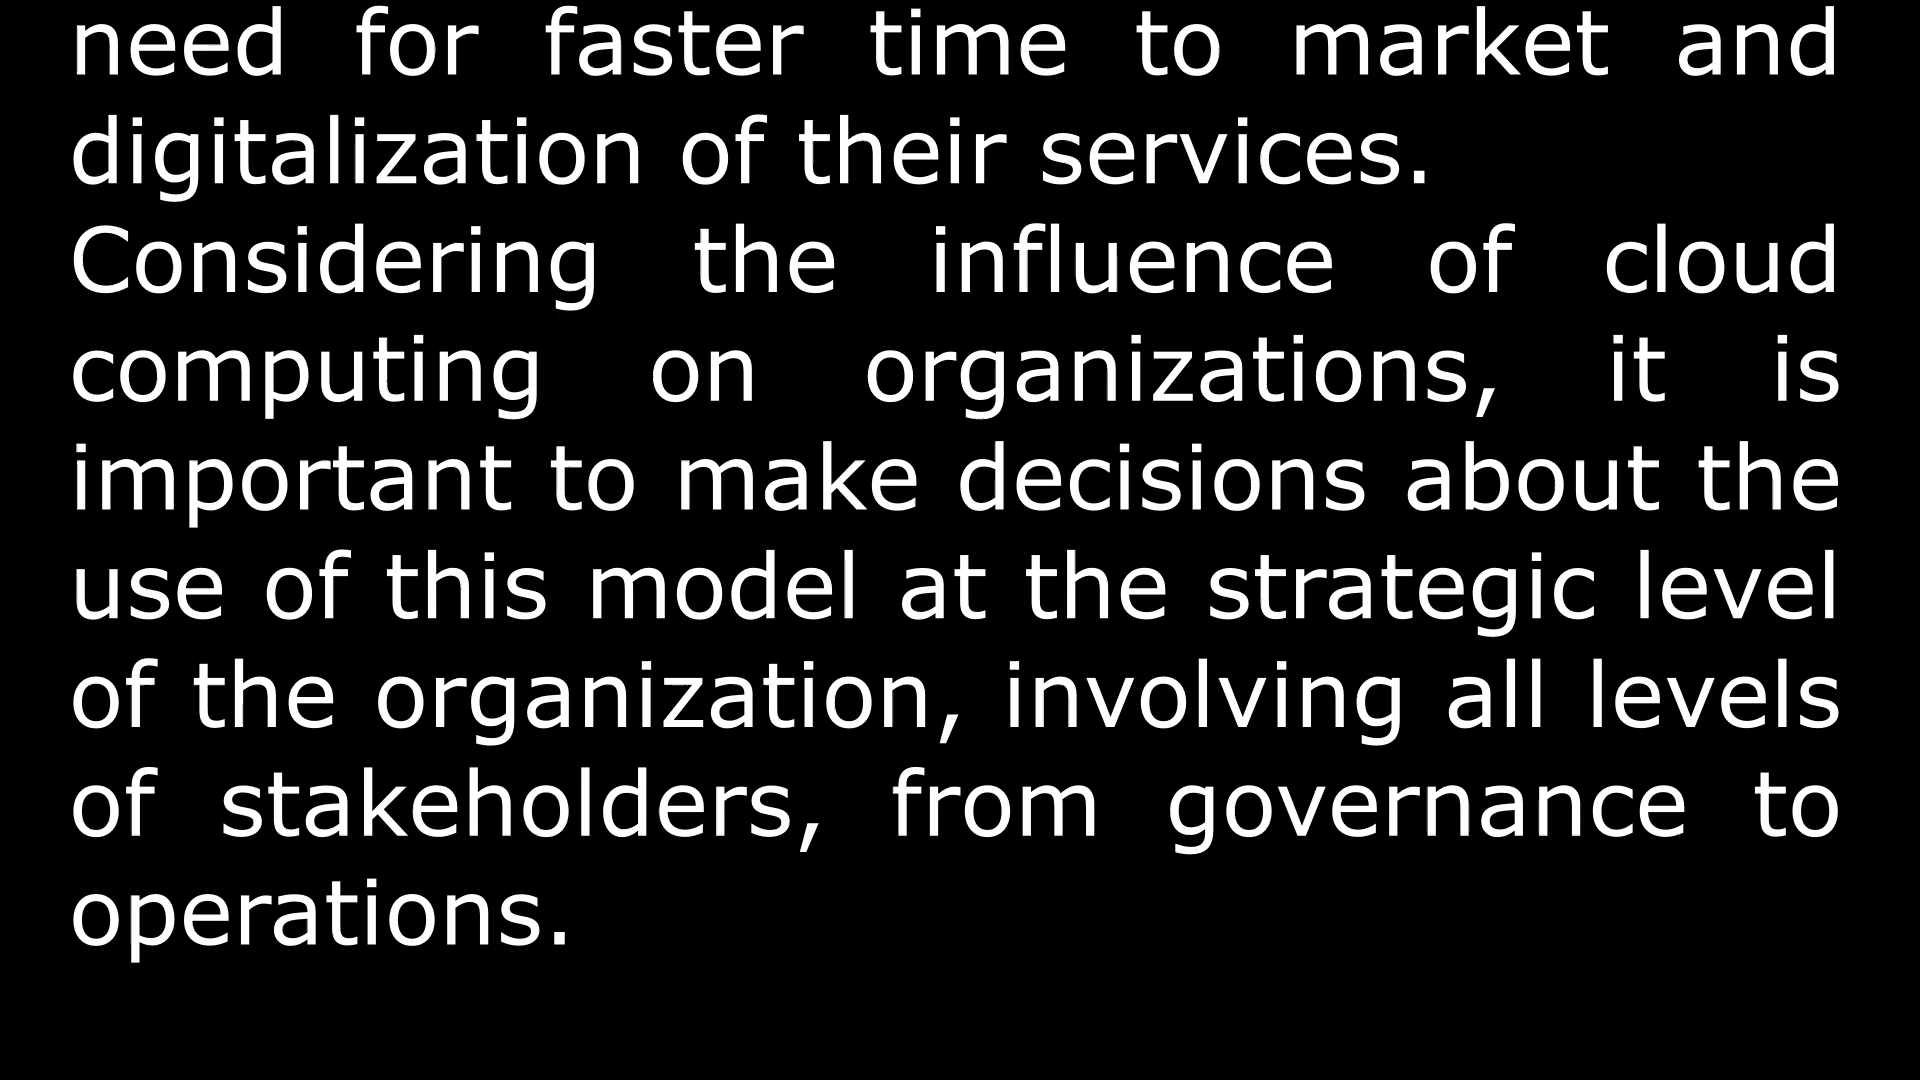 need for faster time to market and
digitalization of their services.
Considering the influence of cloud
computing on organizations, it is
important to make decisions about the
use of this model at the strategic level
of the organization, involving all levels
of stakeholders, from governance to
operations.